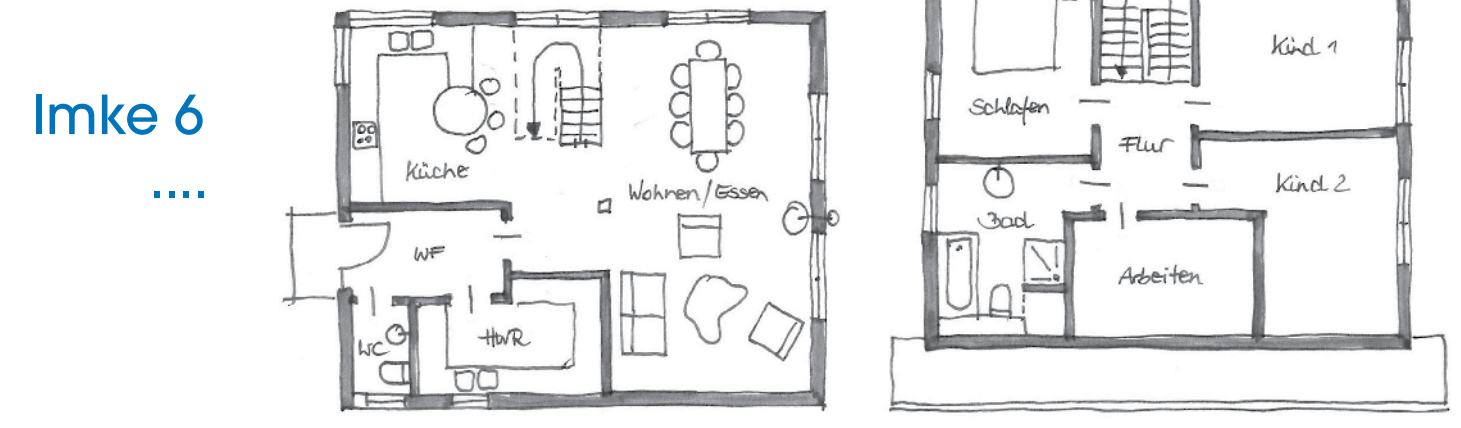 Imke 6
Küche
Wohnen/Essen
WF
WC
HWR
Kind 1
Schlafen
Flur
Kind 2
Bad
Arbeiten